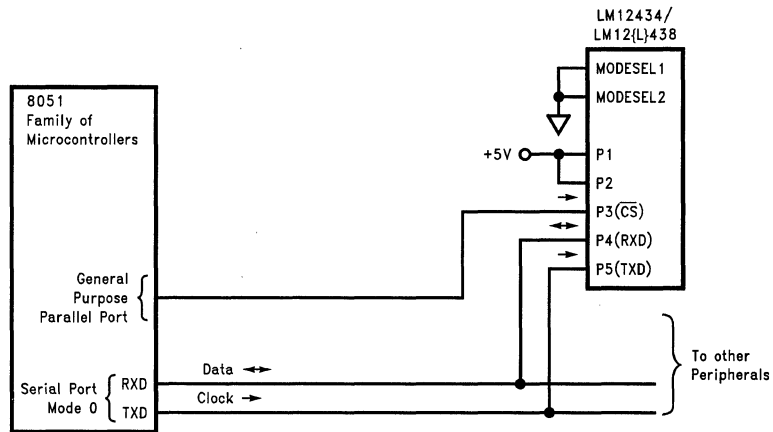 LM12434/
LM12{L}438
MODESEL1
MODESEL2
8051
Family of
Microcontrollers
+5V
P1
P2
P3(C̅S̅)
P4(RXD)
P5(TXD)
General
Purpose
Parallel Port
Data
To other
Peripherals
Serial Port
Mode 0
RXD
Clock
TXD